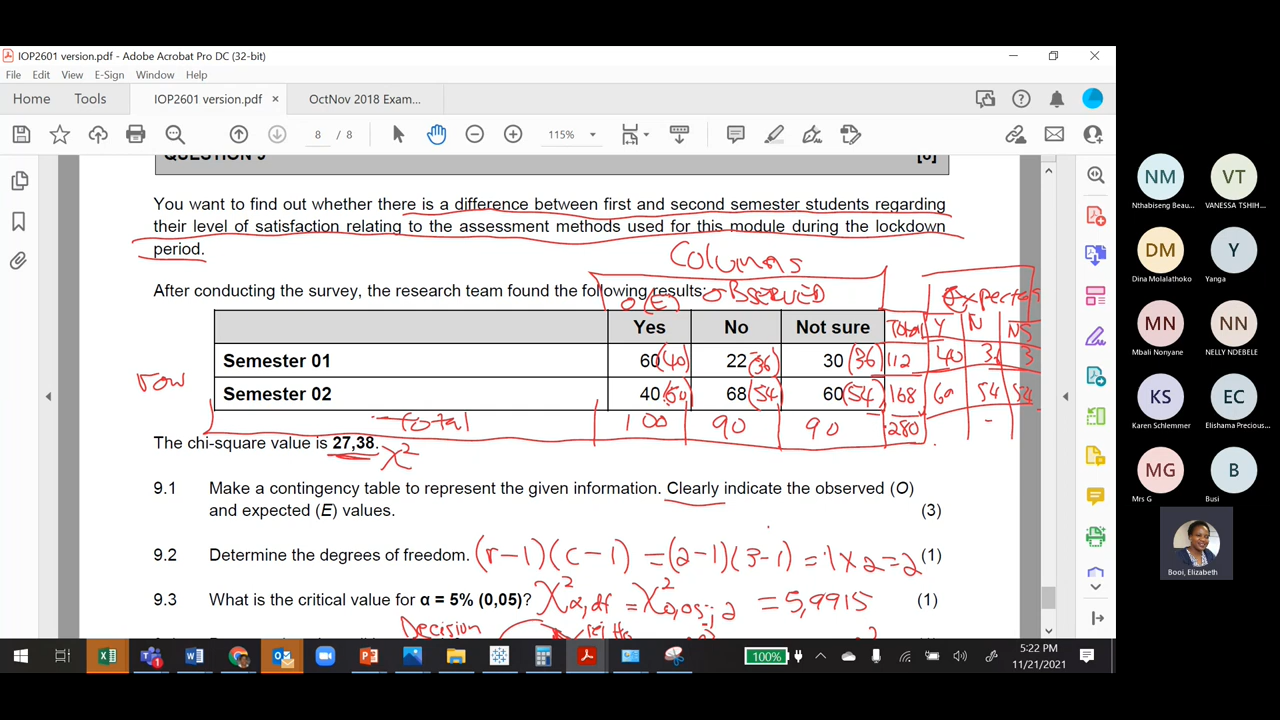 IOP2601 version.pdf - Adobe Acrobat Pro DC (32-bit)
File Edit View E-Sign Window Help
Home Tools IOP2601 version.pdf × OctNov 2018 Exam...
8 / 8 115%
QUESTION 9 [6]
You want to find out whether there is a difference between first and second semester students regarding
their level of satisfaction relating to the assessment methods used for this module during the lockdown
period.
Columns
After conducting the survey, the research team found the following results:
O (E) OBSERVED Expected
Yes No Not sure Total Y N NS
Semester 01 60 (40) 22 (36) 30 (36) 112 40 36 3
row
Semester 02 40 (60) 68 (54) 60 (54) 168 60 54 54
Total 100 90 90 280 -
The chi-square value is 27,38. χ²
9.1 Make a contingency table to represent the given information. Clearly indicate the observed (O)
and expected (E) values. (3)
9.2 Determine the degrees of freedom. (r-1)(c-1) = (2-1)(3-1) = 1×2=2 (1)
9.3 What is the critical value for α = 5% (0,05)? χ²α,df = χ²0,05;2 = 5,9915 (1)
Decision
NM VT
Nthabiseng Beau... VANESSA TSHIH...
DM Y
Dina Molalathoko Yanga
MN NN
Mbali Nonyane NELLY NDEBELE
KS EC
Karen Schlemmer Elishama Precious...
MG B
Mrs G Busi
Booi, Elizabeth
100% 5:22 PM
11/21/2021